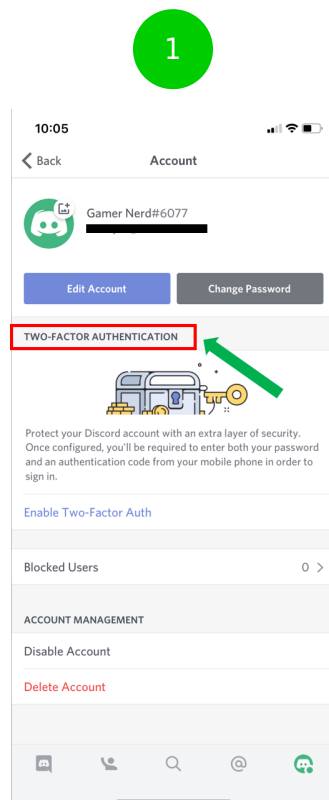 1
10:05
Back
Account
Gamer Nerd#6077
Edit Account
Change Password
TWO-FACTOR AUTHENTICATION
Protect your Discord account with an extra layer of security.
Once configured, you'll be required to enter both your password
and an authentication code from your mobile phone in order to
sign in.
Enable Two-Factor Auth
Blocked Users
0
ACCOUNT MANAGEMENT
Disable Account
Delete Account